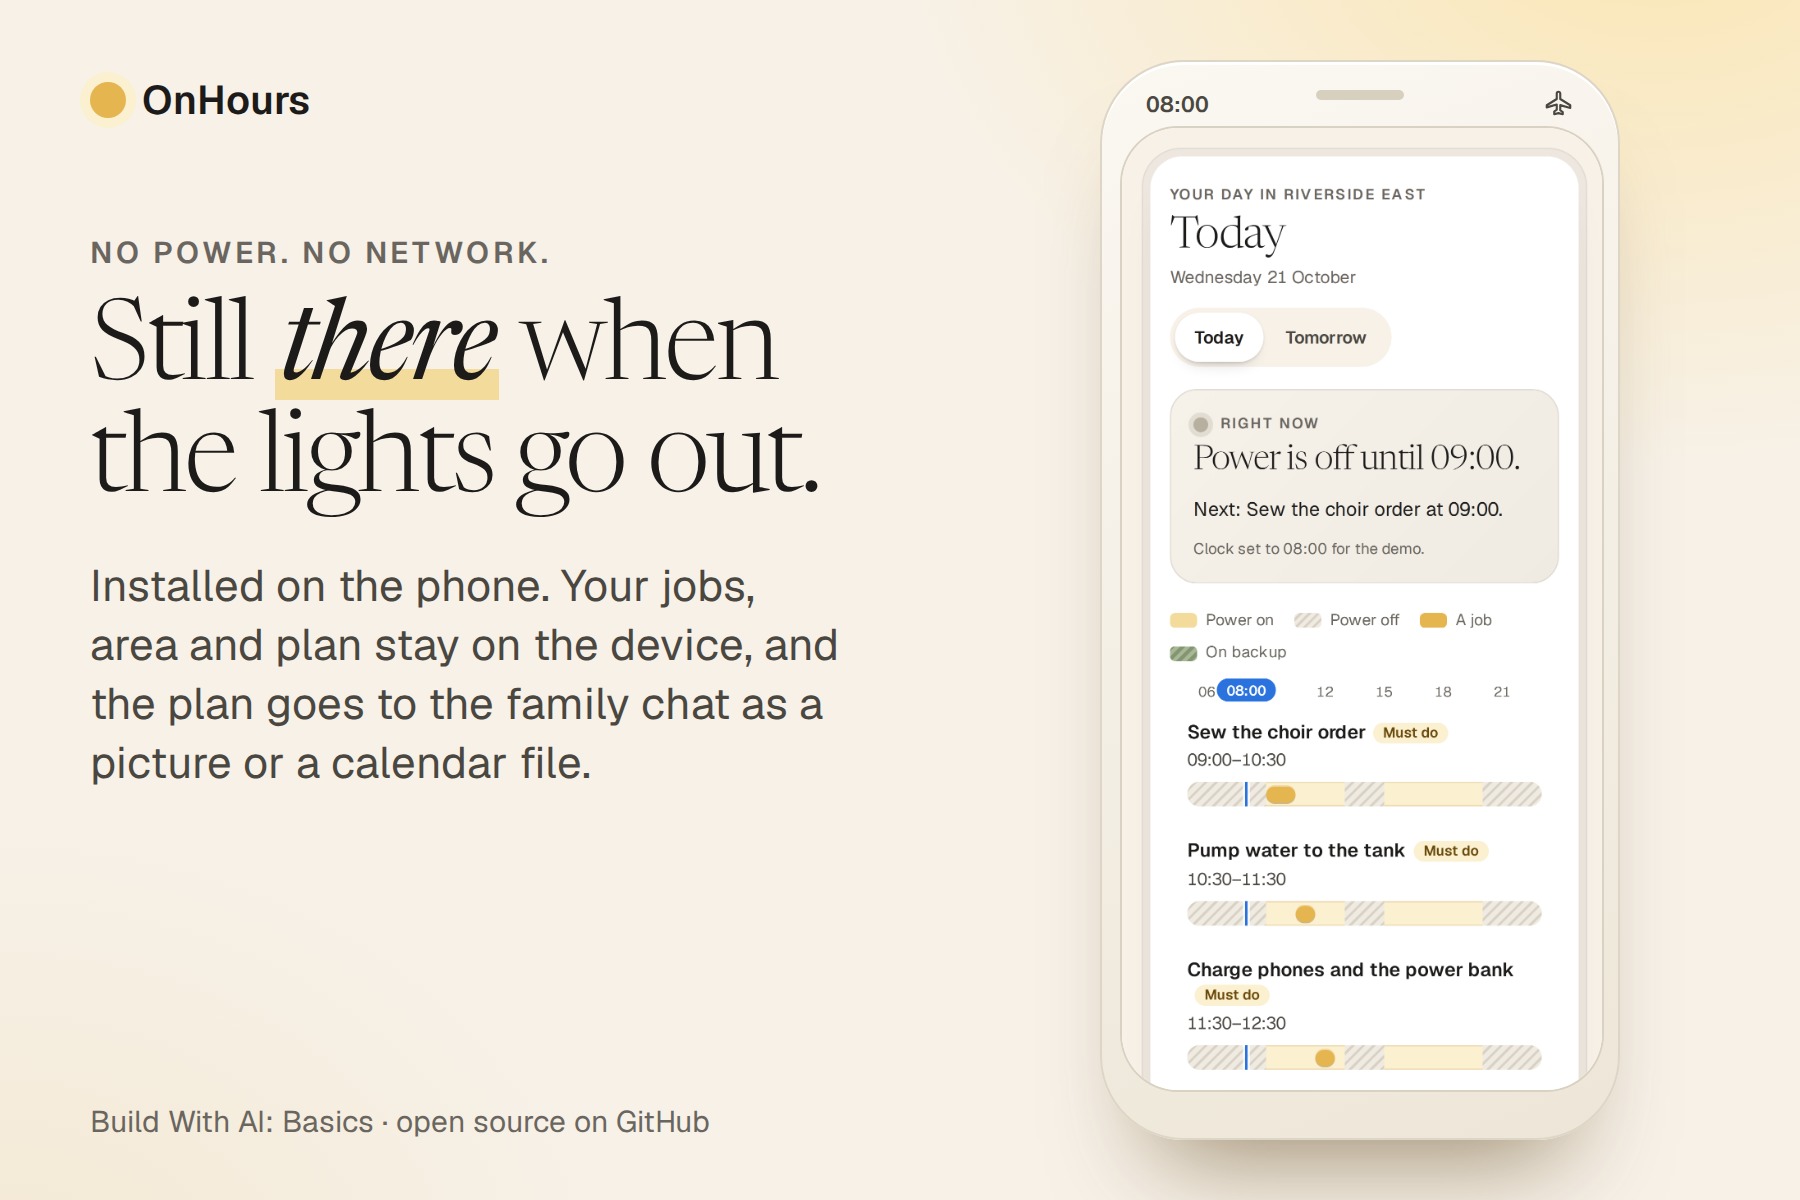 OnHours
NO POWER. NO NETWORK.
Still there when
the lights go out.
Installed on the phone. Your jobs,
area and plan stay on the device, and
the plan goes to the family chat as a
picture or a calendar file.
Build With AI: Basics · open source on GitHub
08:00
YOUR DAY IN RIVERSIDE EAST
Today
Wednesday 21 October
Today Tomorrow
RIGHT NOW
Power is off until 09:00.
Next: Sew the choir order at 09:00.
Clock set to 08:00 for the demo.
Power on Power off A job
On backup
06 08:00 12 15 18 21
Sew the choir order Must do
09:00–10:30
Pump water to the tank Must do
10:30–11:30
Charge phones and the power bank
Must do
11:30–12:30